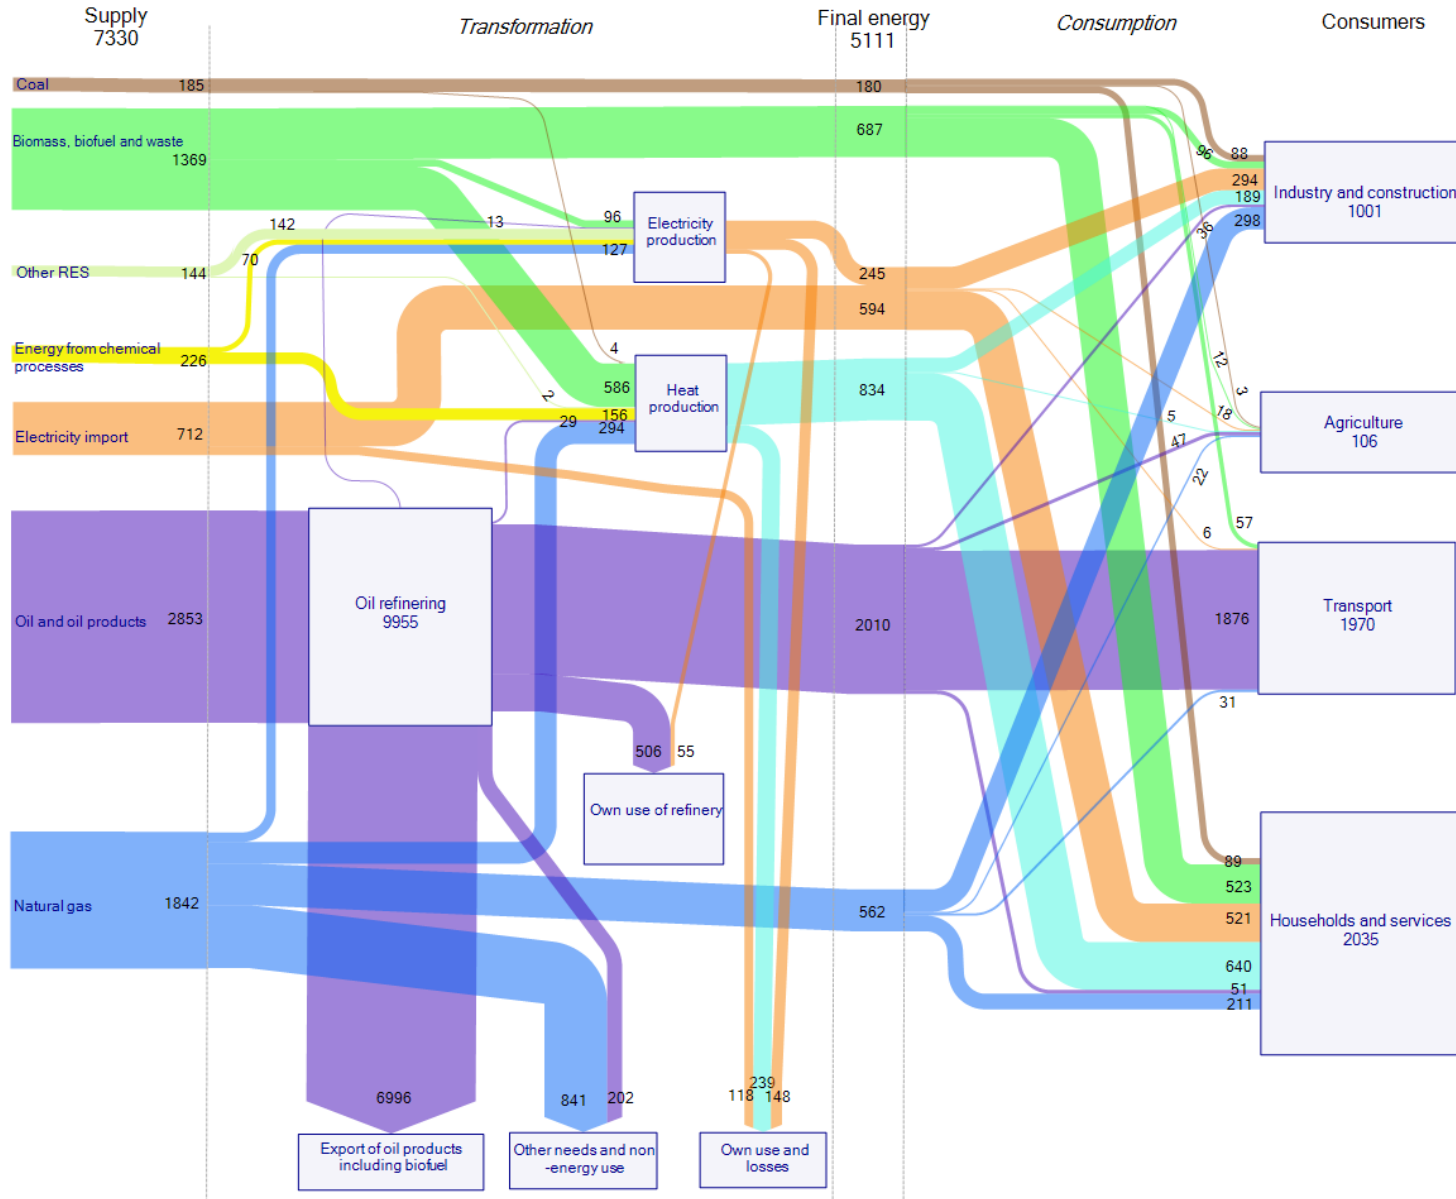 Supply
7330
Transformation
Final energy
5111
Consumption
Consumers
Coal
185
180
Biomass, biofuel and waste
1369
687
96
88
294
189
298
36
Industry and construction
1001
142
70
13
96
127
Electricity
production
Other RES
144
245
594
Energy from chemical
processes
226
4
2
586
156
29
294
Heat
production
834
12
3
5
18
47
22
Agriculture
106
Electricity import
712
57
6
Oil and oil products
2853
Oil refinering
9955
2010
1876
Transport
1970
31
506
55
Own use of refinery
Natural gas
1842
562
89
523
521
640
51
211
Households and services
2035
6996
841
202
118
239
148
Export of oil products
including biofuel
Other needs and non
-energy use
Own use and
losses